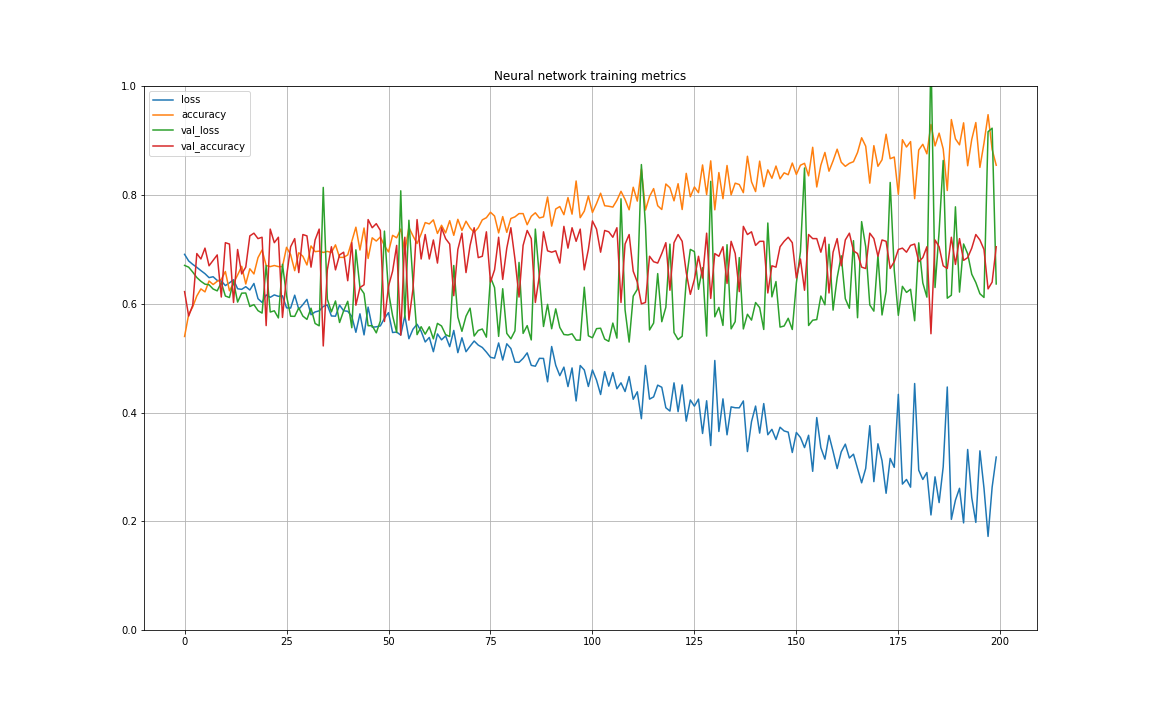 Neural network training metrics
1.0
loss
accuracy
val_loss
val_accuracy
0.8
0.6
0.4
0.2
0.0
0 25 50 75 100 125 150 175 200